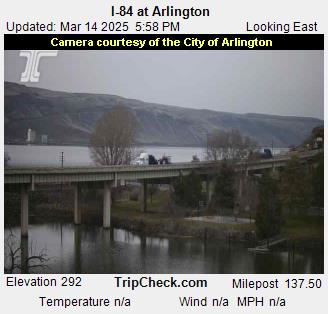 I-84 at Arlington
Updated: Mar 14 2025 5:58 PM Looking East
Camera courtesy of the City of Arlington
Elevation 292 TripCheck.com Milepost 137.50
Temperature n/a Wind n/a MPH n/a